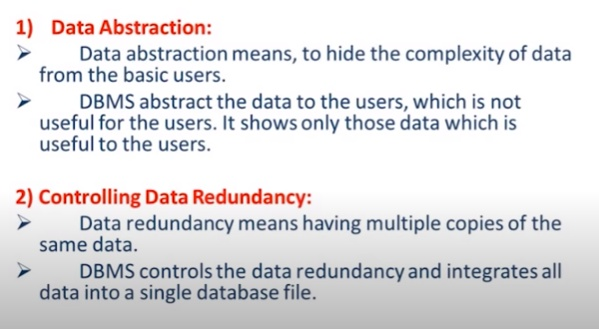 1) Data Abstraction:
➢ Data abstraction means, to hide the complexity of data
from the basic users.
➢ DBMS abstract the data to the users, which is not
useful for the users. It shows only those data which is
useful to the users.
2) Controlling Data Redundancy:
➢ Data redundancy means having multiple copies of the
same data.
➢ DBMS controls the data redundancy and integrates all
data into a single database file.